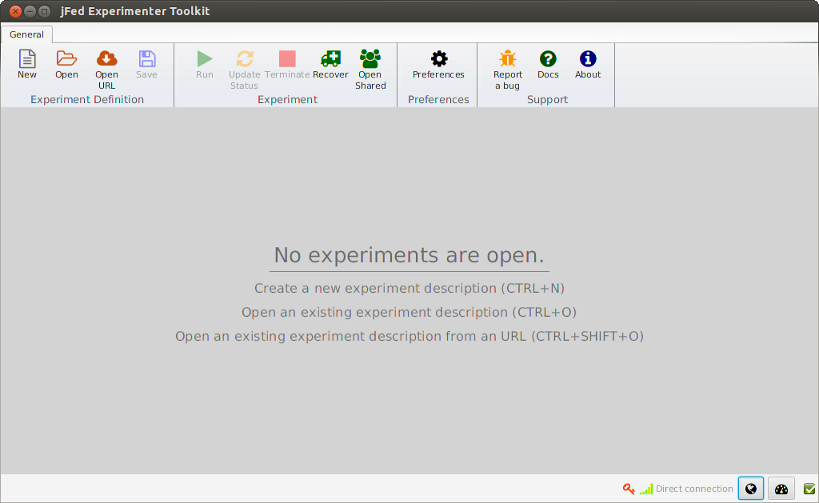 jFed Experimenter Toolkit
General
New
Open
Open
URL
Save
Run
Update
Status
Terminate
Recover
Open
Shared
Preferences
Report
a bug
Docs
About
Experiment Definition
Experiment
Preferences
Support
No experiments are open.
Create a new experiment description (CTRL+N)
Open an existing experiment description (CTRL+O)
Open an existing experiment description from an URL (CTRL+SHIFT+O)
Direct connection